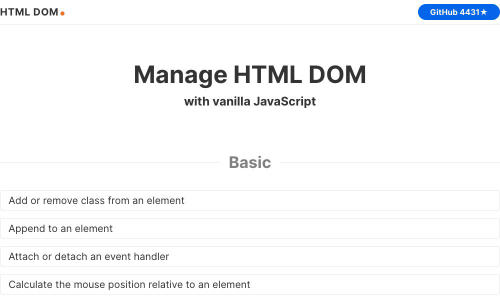 HTML DOM
GitHub 4431★
Manage HTML DOM
with vanilla JavaScript
Basic
Add or remove class from an element
Append to an element
Attach or detach an event handler
Calculate the mouse position relative to an element